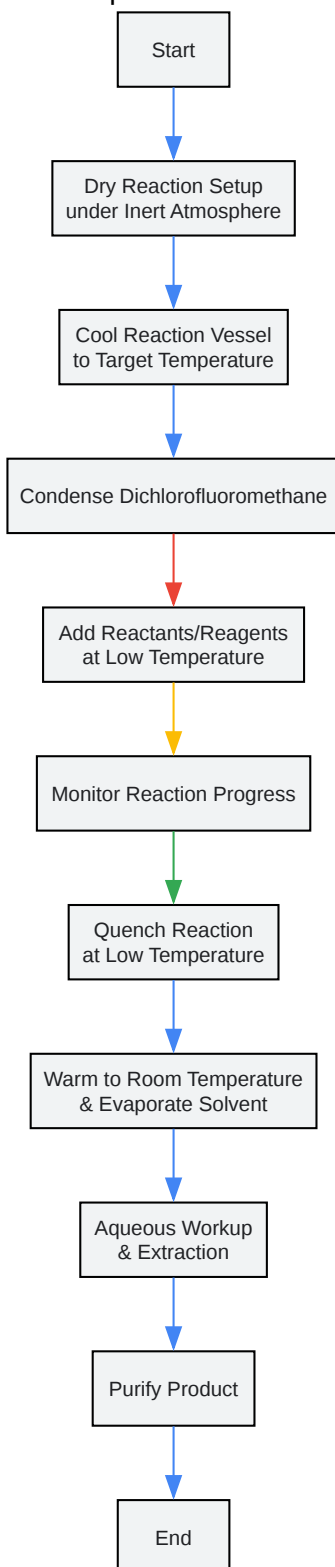 Start
Dry Reaction Setup
under Inert Atmosphere
Cool Reaction Vessel
to Target Temperature
Condense Dichlorofluoromethane
Add Reactants/Reagents
at Low Temperature
Monitor Reaction Progress
Quench Reaction
at Low Temperature
Warm to Room Temperature
& Evaporate Solvent
Aqueous Workup
& Extraction
Purify Product
End